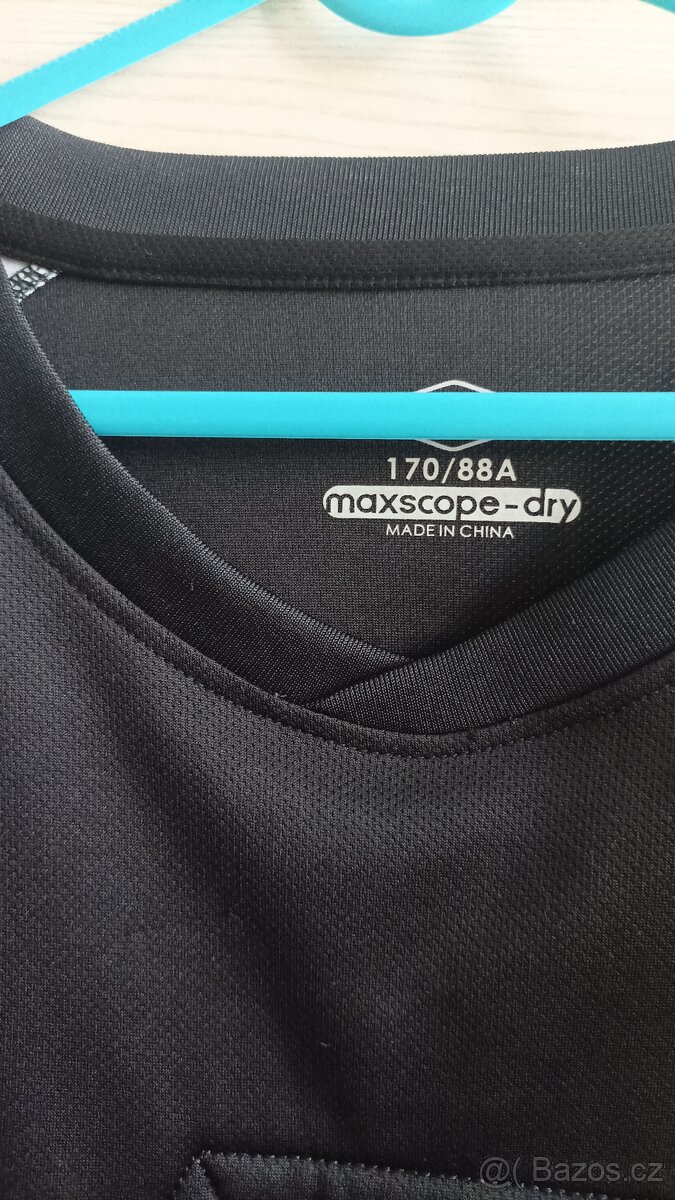 170/88A
maxscope-dry
MADE IN CHINA
@( Bazos.cz